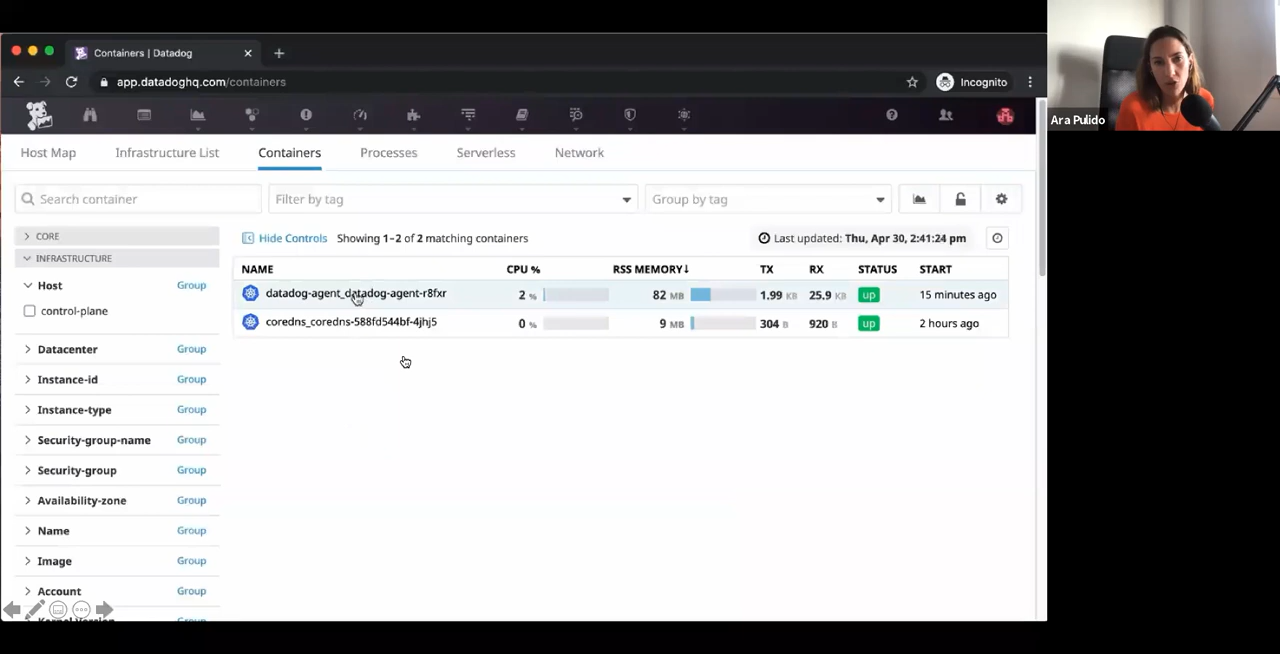 Containers | Datadog
app.datadoghq.com/containers
Incognito
Ara Pulido
Host Map Infrastructure List Containers Processes Serverless Network
Search container Filter by tag Group by tag
CORE
INFRASTRUCTURE
Host Group
control-plane
Datacenter Group
Instance-id Group
Instance-type Group
Security-group-name Group
Security-group Group
Availability-zone Group
Name Group
Image Group
Account Group
Hide Controls Showing 1–2 of 2 matching containers Last updated: Thu, Apr 30, 2:41:24 pm
NAME CPU % RSS MEMORY↓ TX RX STATUS START
datadog-agent_datadog-agent-r8fxr 2 % 82 MB 1.99 KB 25.9 KB up 15 minutes ago
coredns_coredns-588fd544bf-4jhj5 0 % 9 MB 304 B 920 B up 2 hours ago